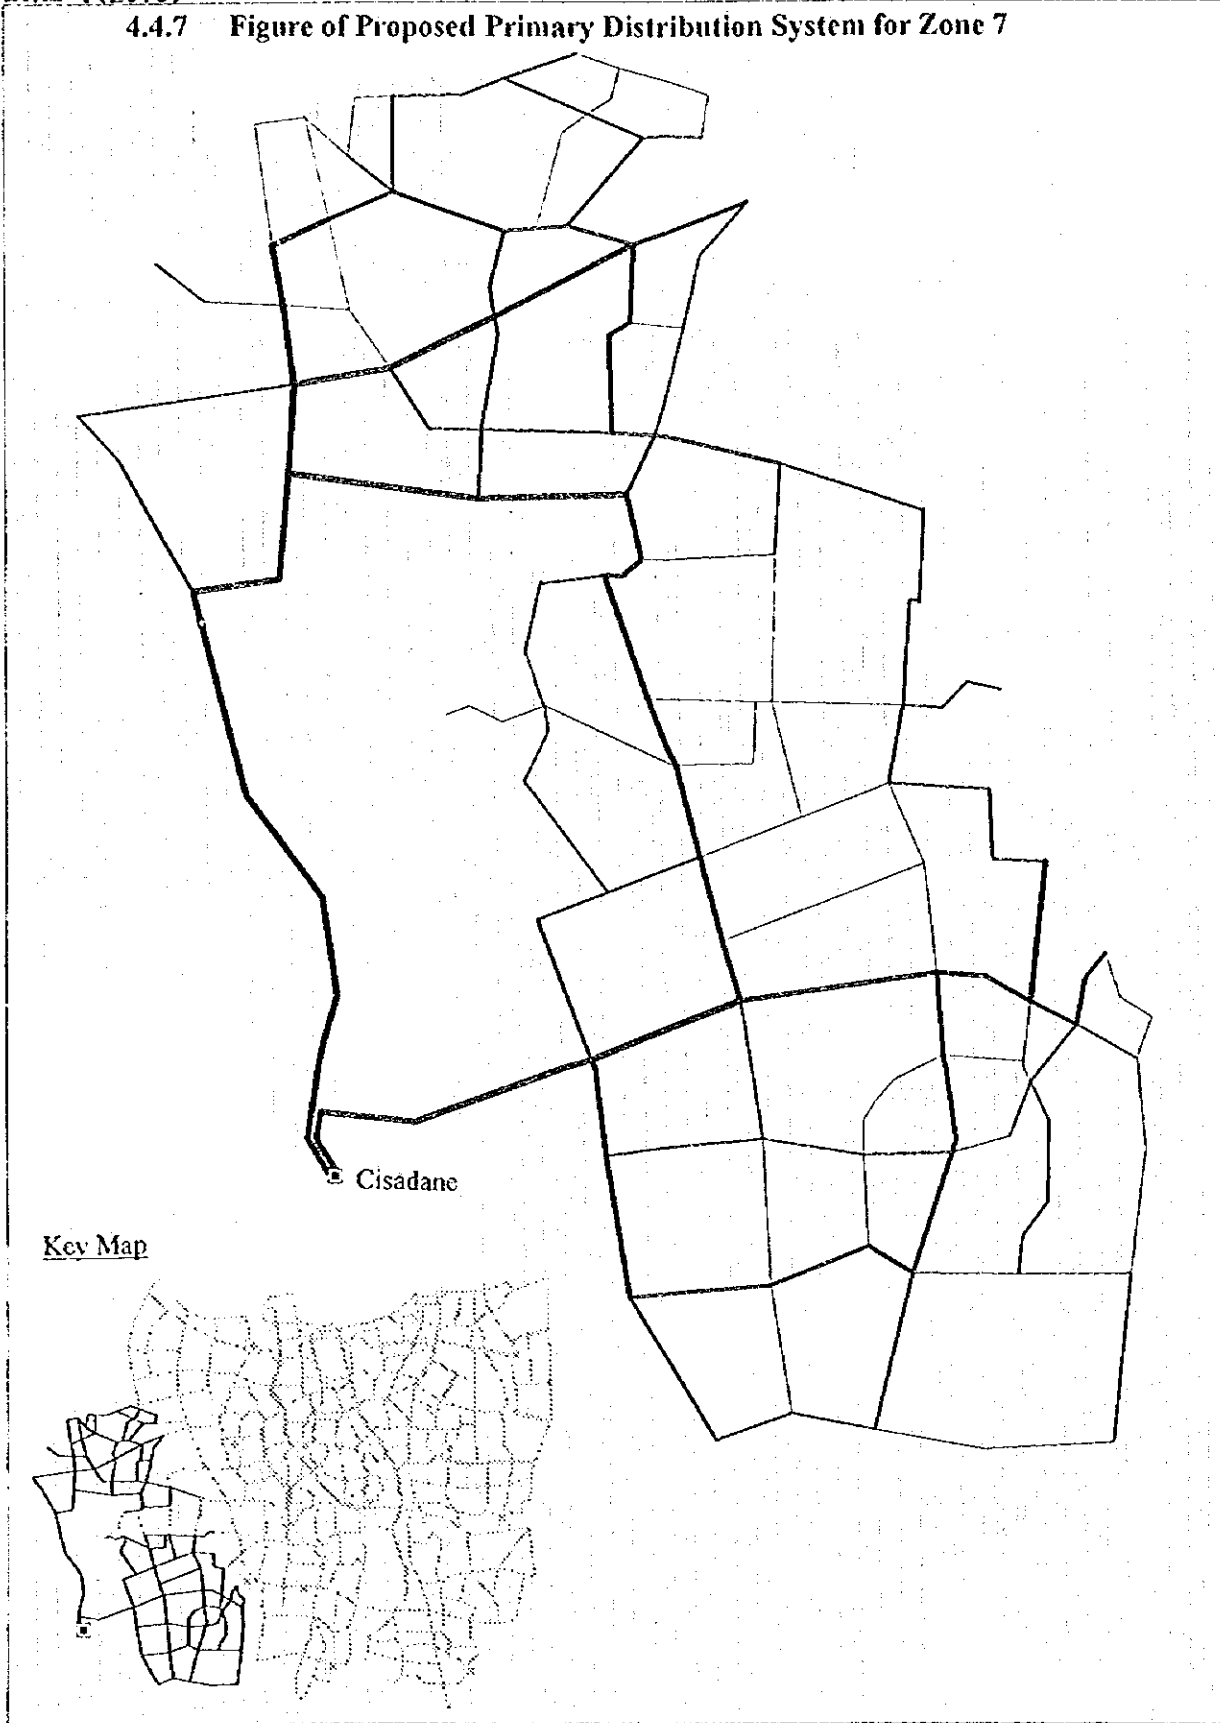 4.4.7 Figure of Proposed Primary Distribution System for Zone 7
Cisadane
Key Map